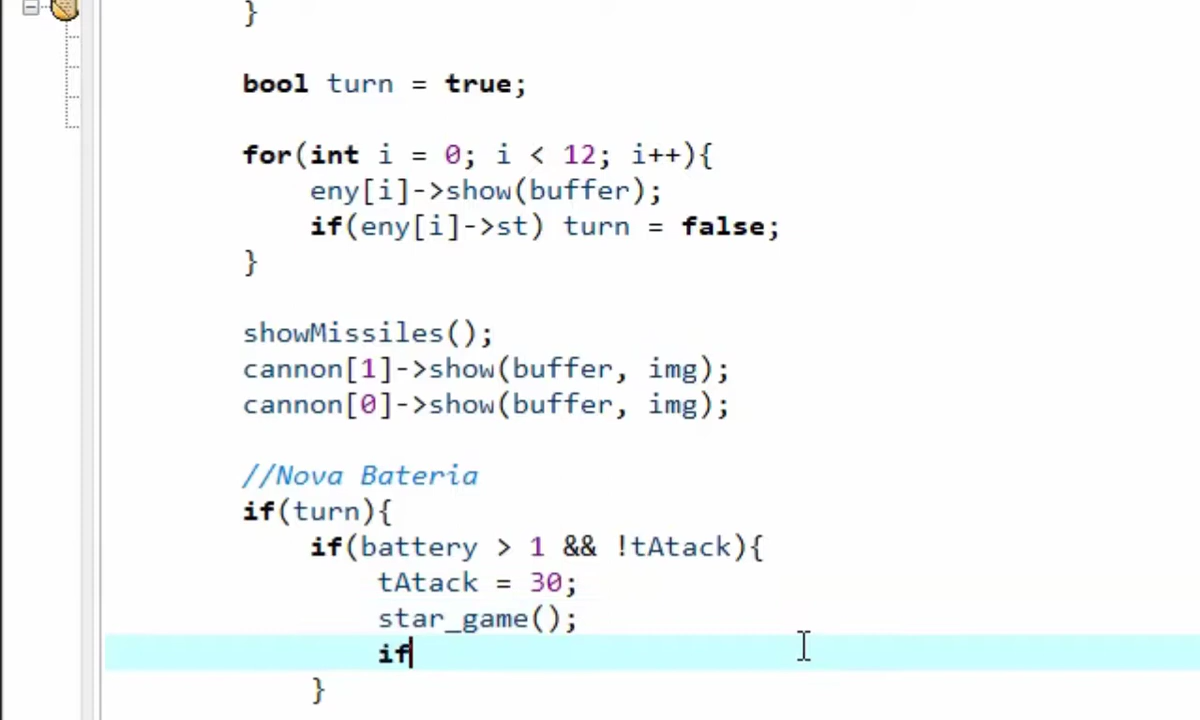 }
bool turn = true;
for(int i = 0; i < 12; i++){
eny[i]->show(buffer);
if(eny[i]->st) turn = false;
}
showMissiles();
cannon[1]->show(buffer, img);
cannon[0]->show(buffer, img);
//Nova Bateria
if(turn){
if(battery > 1 && !tAtack){
tAtack = 30;
star_game();
if
}